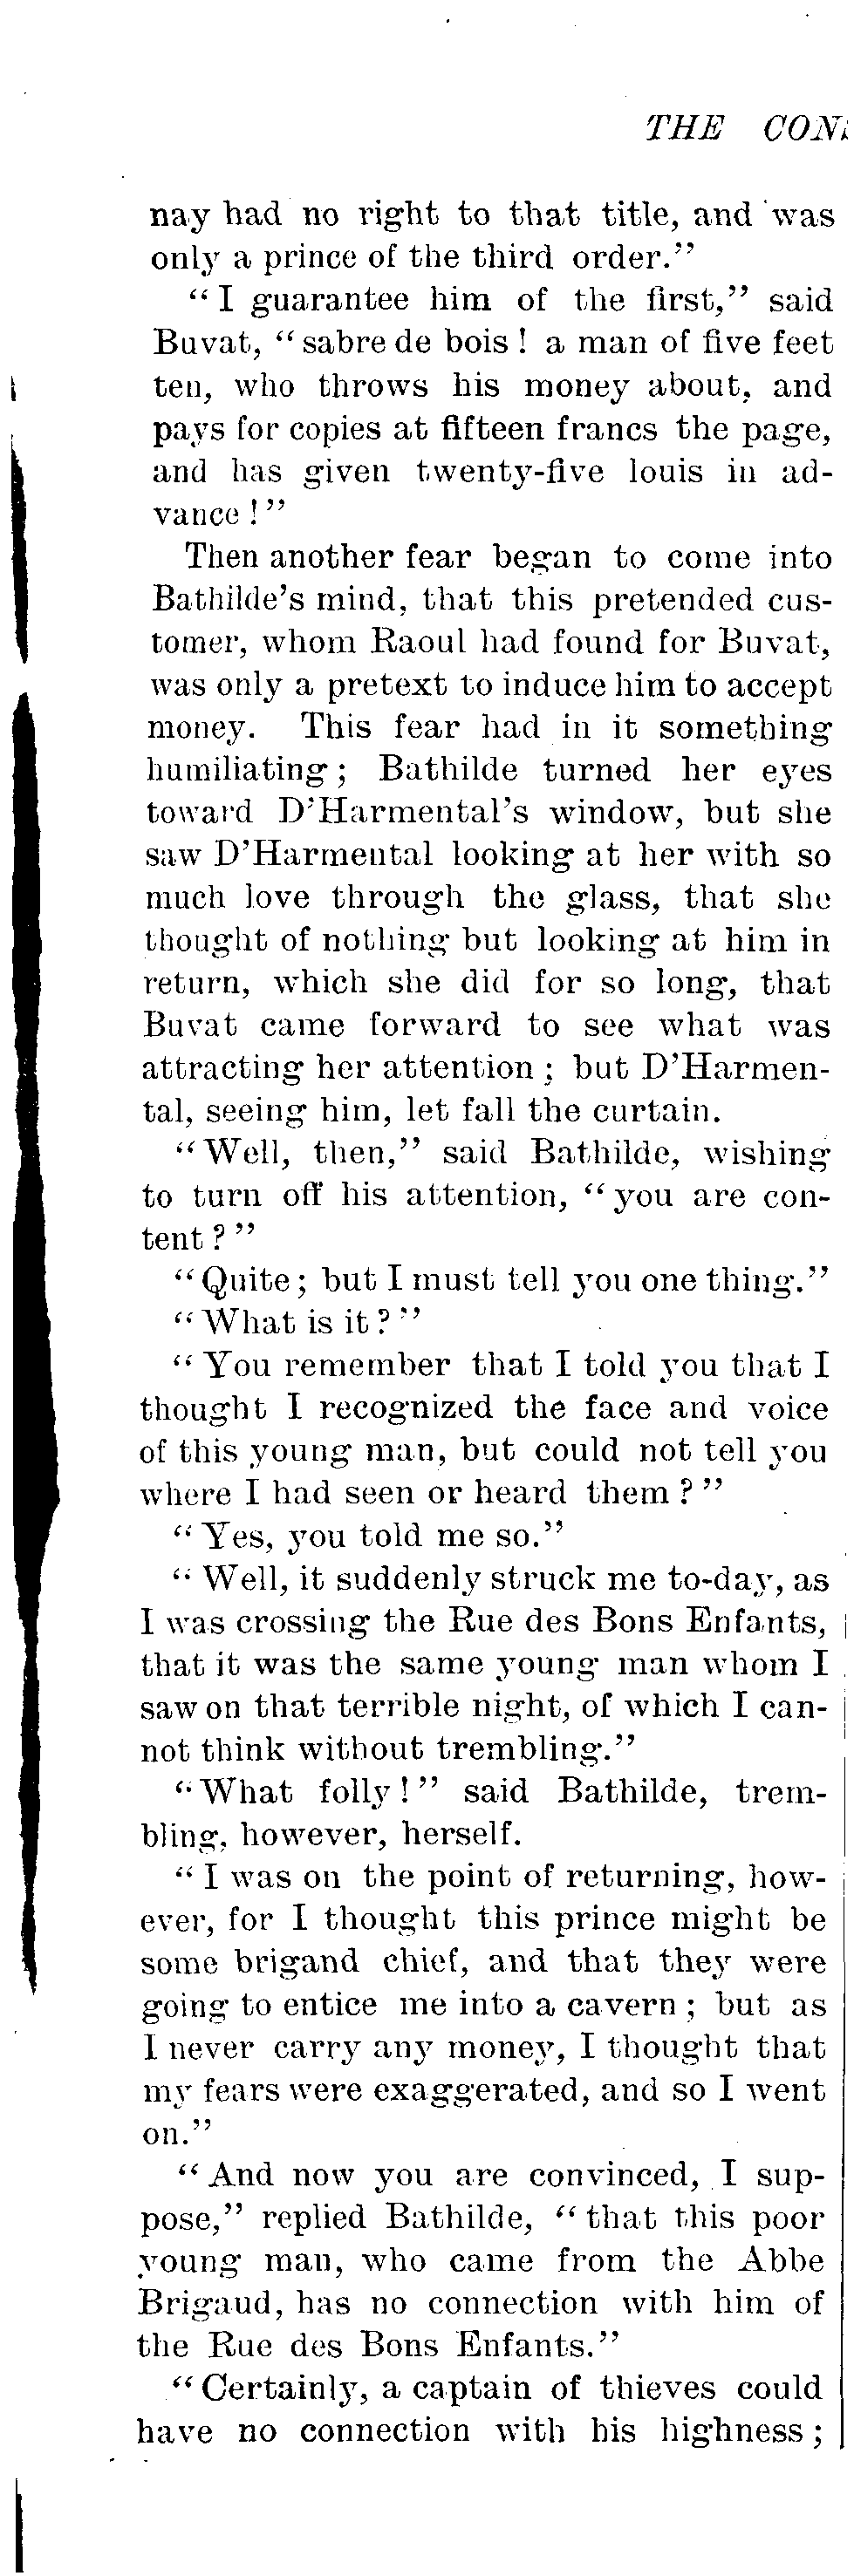 THE CONS
nay had no right to that title, and was
only a prince of the third order."
"I guarantee him of the first," said
Buvat, "sabre de bois! a man of five feet
ten, who throws his money about, and
pays for copies at fifteen francs the page,
and has given twenty-five louis in ad-
vance!"
Then another fear began to come into
Bathilde's mind, that this pretended cus-
tomer, whom Raoul had found for Buvat,
was only a pretext to induce him to accept
money. This fear had in it something
humiliating; Bathilde turned her eyes
toward D'Harmental's window, but she
saw D'Harmental looking at her with so
much love through the glass, that she
thought of nothing but looking at him in
return, which she did for so long, that
Buvat came forward to see what was
attracting her attention; but D'Harmen-
tal, seeing him, let fall the curtain.
"Well, then," said Bathilde, wishing
to turn off his attention, "you are con-
tent?"
"Quite; but I must tell you one thing."
"What is it?"
"You remember that I told you that I
thought I recognized the face and voice
of this young man, but could not tell you
where I had seen or heard them?"
"Yes, you told me so."
"Well, it suddenly struck me to-day, as
I was crossing the Rue des Bons Enfants,
that it was the same young man whom I
saw on that terrible night, of which I can-
not think without trembling."
"What folly!" said Bathilde, trem-
bling, however, herself.
"I was on the point of returning, how-
ever, for I thought this prince might be
some brigand chief, and that they were
going to entice me into a cavern; but as
I never carry any money, I thought that
my fears were exaggerated, and so I went
on."
"And now you are convinced, I sup-
pose," replied Bathilde, "that this poor
young man, who came from the Abbe
Brigaud, has no connection with him of
the Rue des Bons Enfants."
"Certainly, a captain of thieves could
have no connection with his highness;